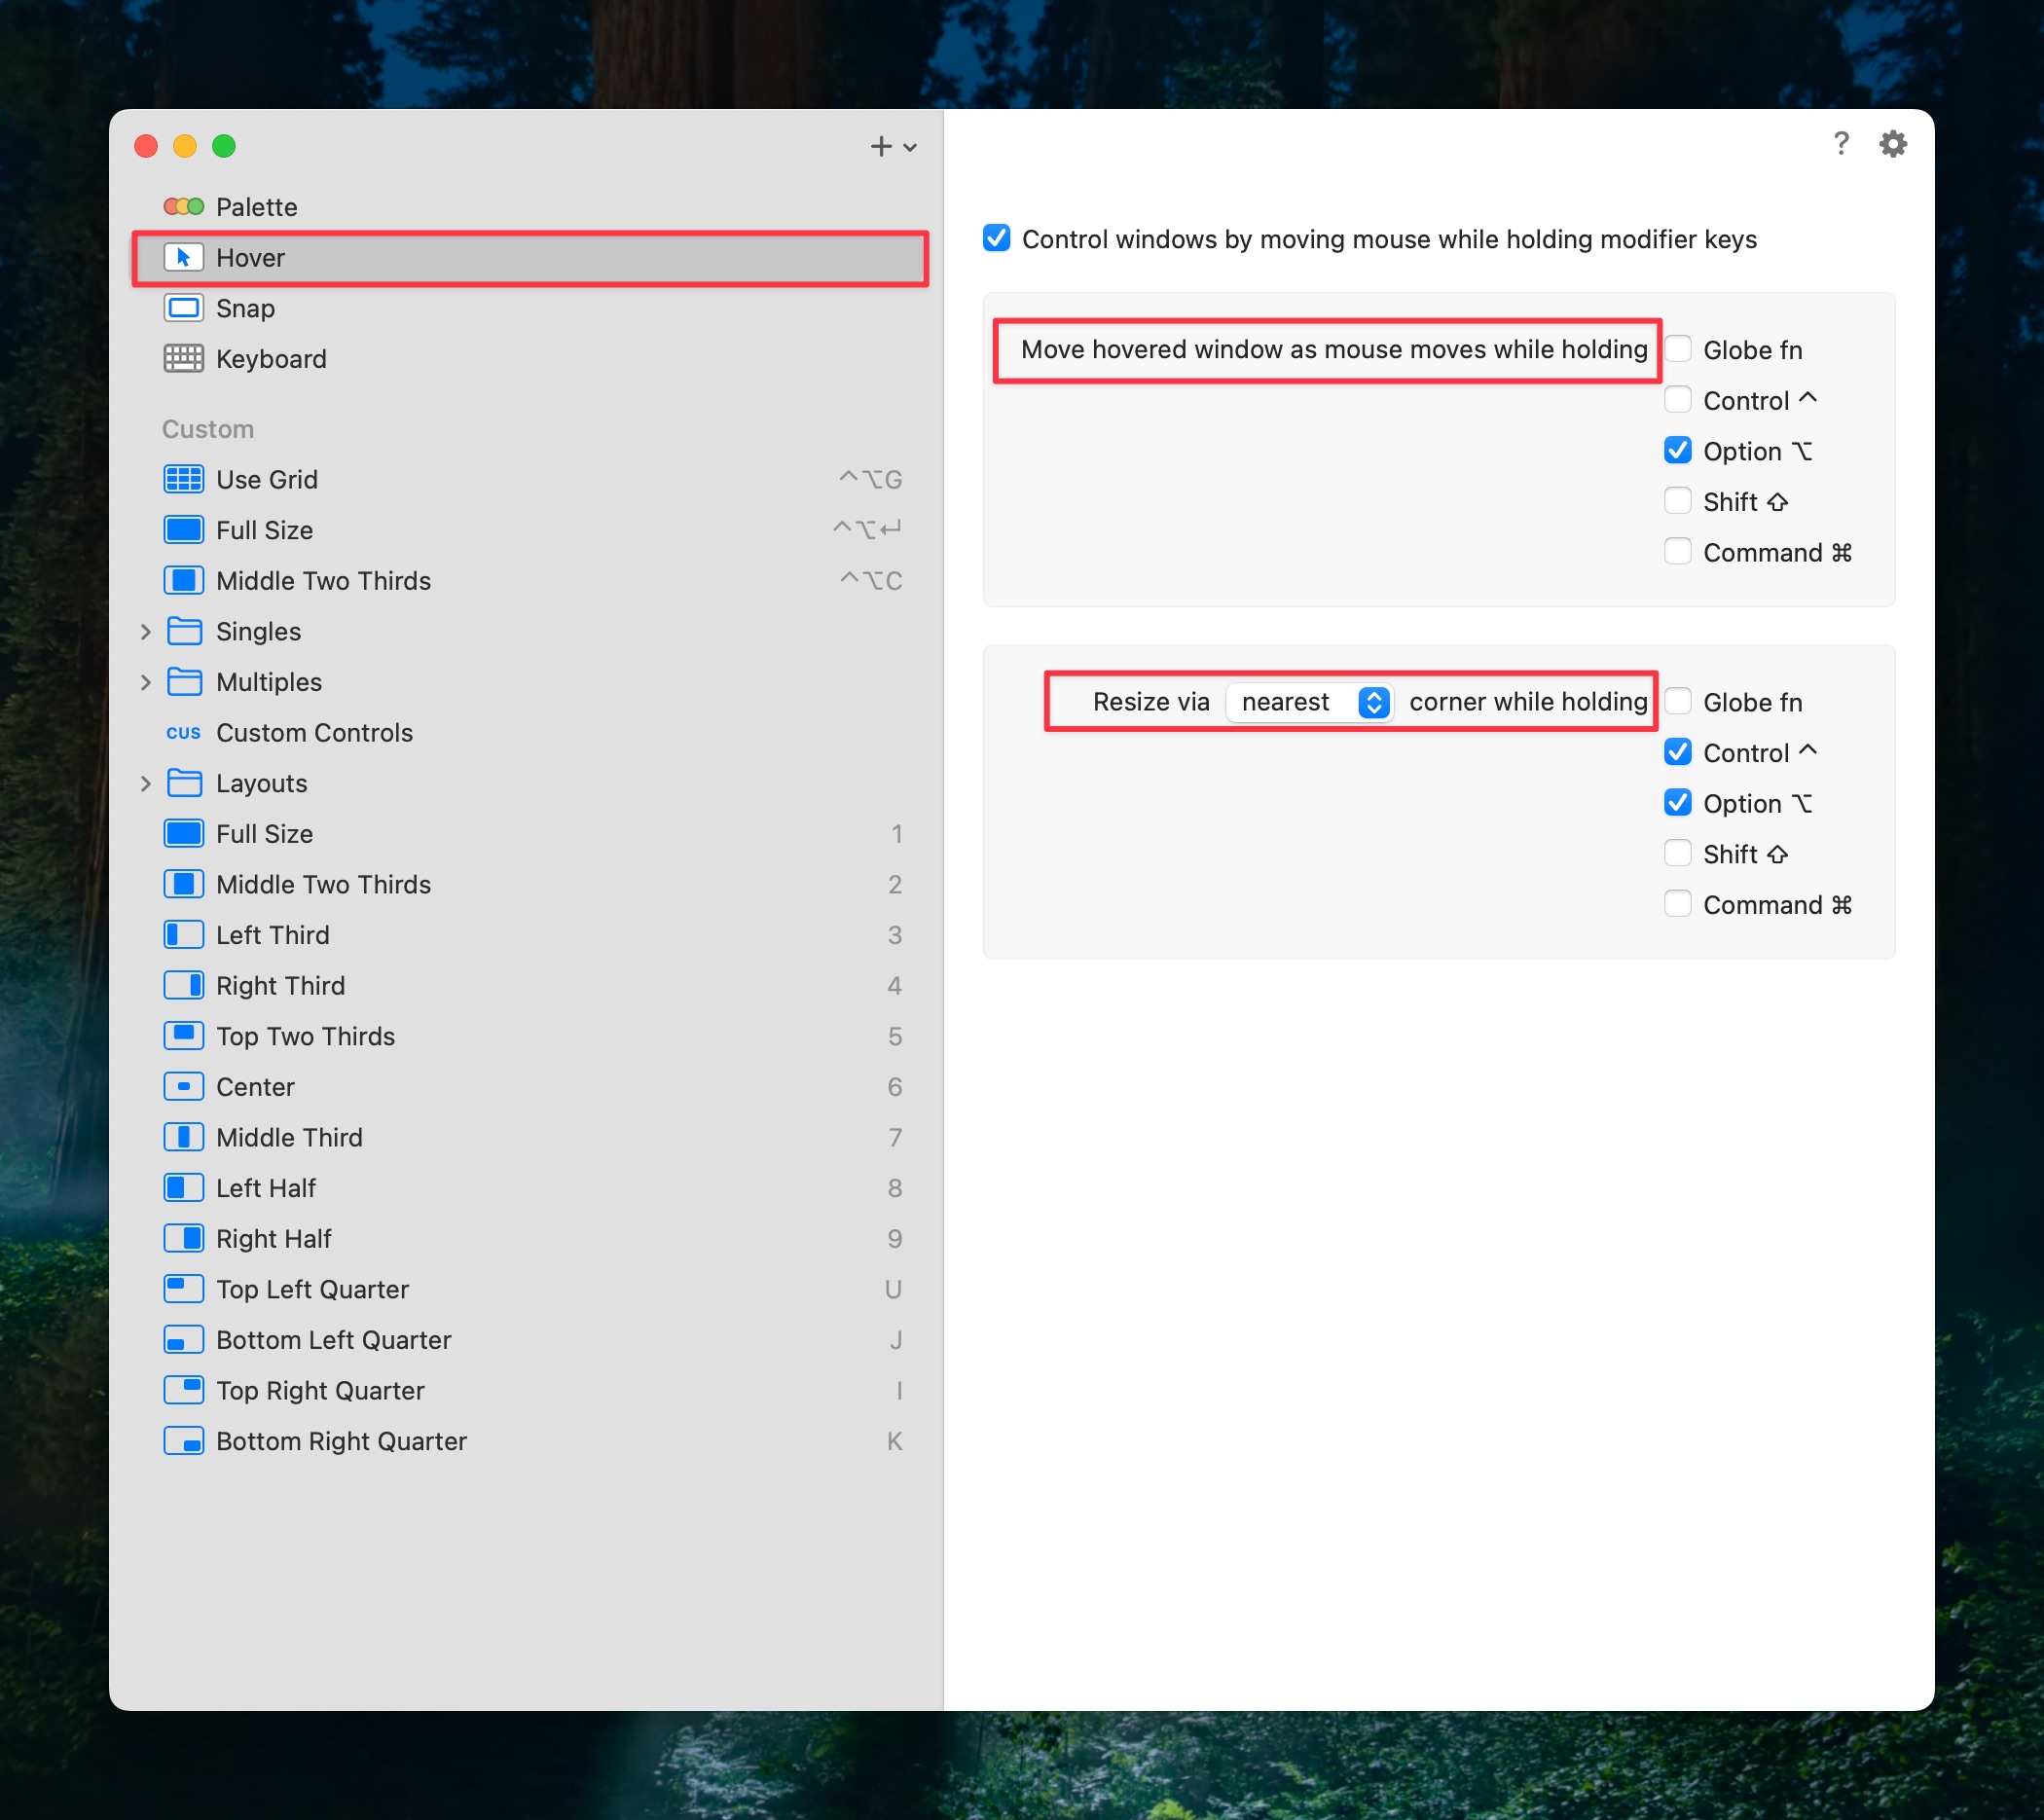 ?
Palette
Hover
Snap
Keyboard
Custom
Use Grid ^⌥G
Full Size ^⌥↩
Middle Two Thirds ^⌥C
Singles
Multiples
CUS Custom Controls
Layouts
Full Size 1
Middle Two Thirds 2
Left Third 3
Right Third 4
Top Two Thirds 5
Center 6
Middle Third 7
Left Half 8
Right Half 9
Top Left Quarter U
Bottom Left Quarter J
Top Right Quarter I
Bottom Right Quarter K
Control windows by moving mouse while holding modifier keys
Move hovered window as mouse moves while holding Globe fn
Control ^
Option ⌥
Shift ⇧
Command ⌘
Resize via nearest corner while holding Globe fn
Control ^
Option ⌥
Shift ⇧
Command ⌘